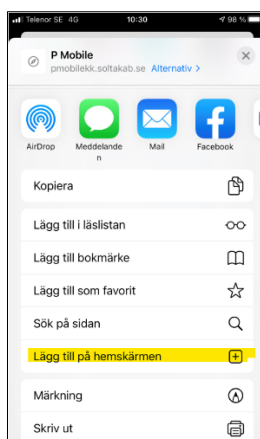 Telenor SE 4G 10:30 98 %
P Mobile
pmobilekk.soltakab.se Alternativ >
AirDrop Meddelande Mail Facebook
n
Kopiera
Lägg till i läslistan
Lägg till bokmärke
Lägg till som favorit
Sök på sidan
Lägg till på hemskärmen
Märkning
Skriv ut